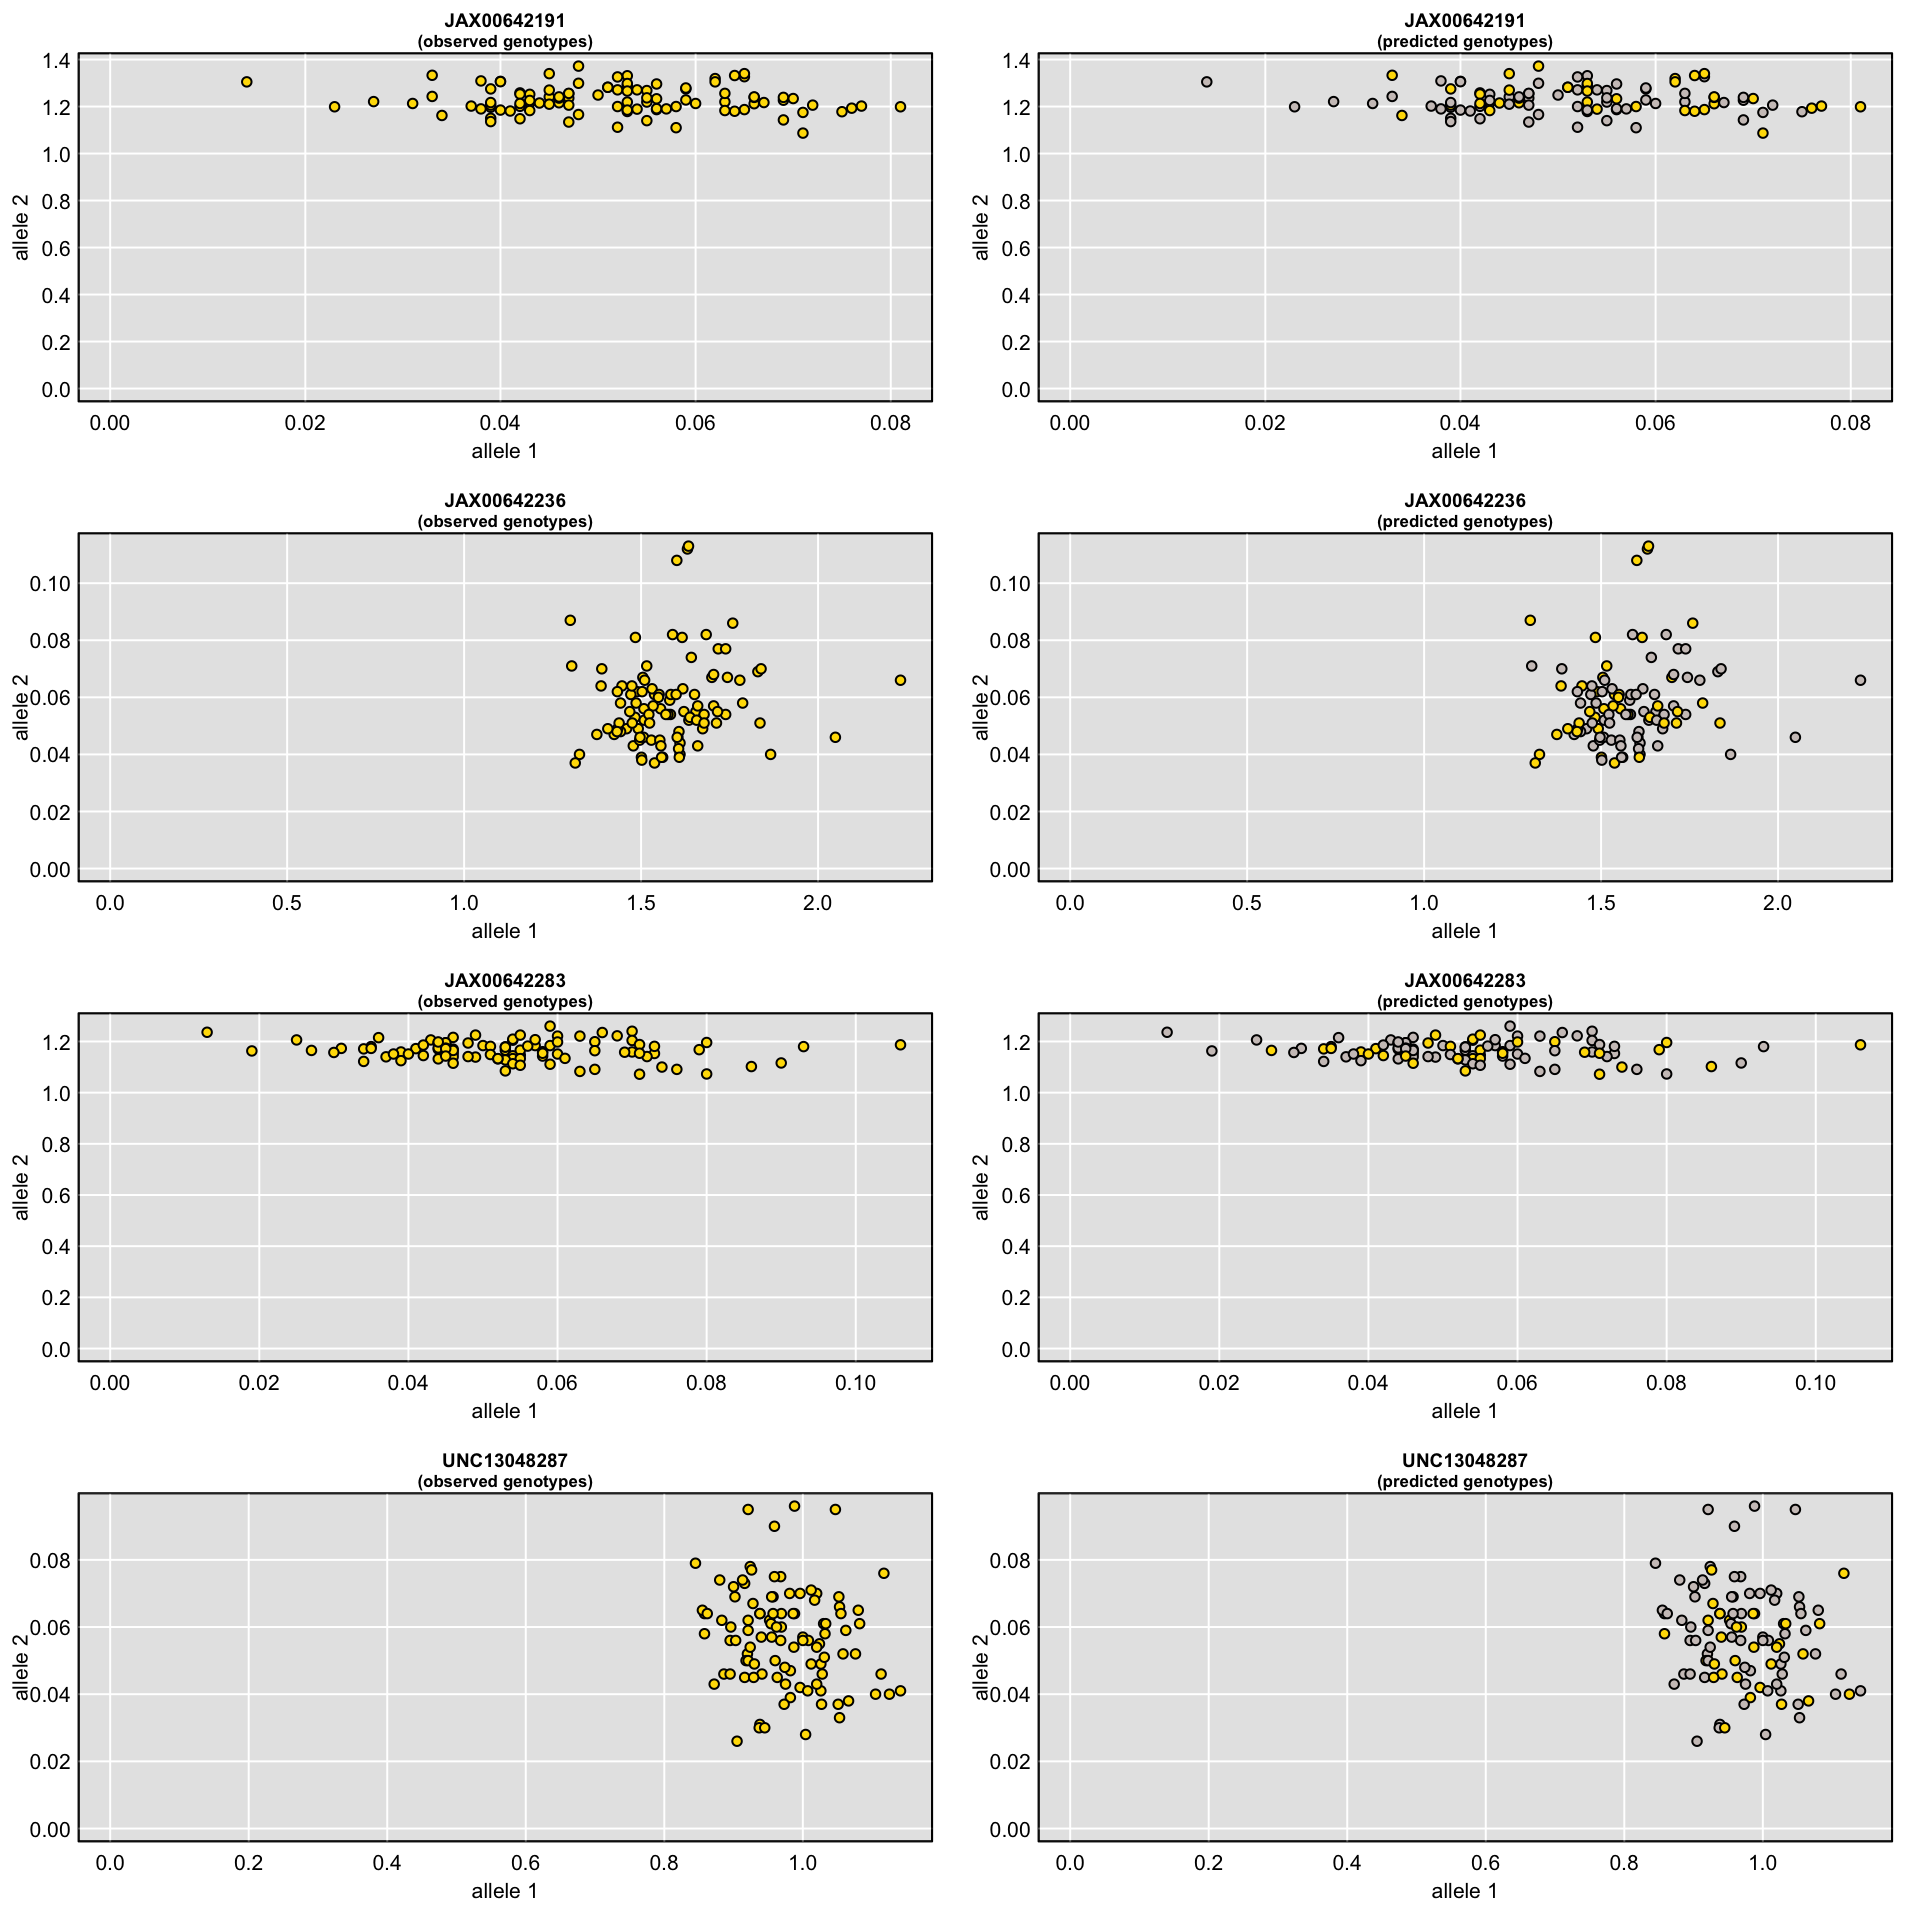 JAX00642191
(observed genotypes)
allele 2
1.4
1.2
1.0
0.8
0.6
0.4
0.2
0.0
0.00 0.02 0.04 0.06 0.08
allele 1
JAX00642191
(predicted genotypes)
allele 2
1.4
1.2
1.0
0.8
0.6
0.4
0.2
0.0
0.00 0.02 0.04 0.06 0.08
allele 1
JAX00642236
(observed genotypes)
allele 2
0.10
0.08
0.06
0.04
0.02
0.00
0.0 0.5 1.0 1.5 2.0
allele 1
JAX00642236
(predicted genotypes)
allele 2
0.10
0.08
0.06
0.04
0.02
0.00
0.0 0.5 1.0 1.5 2.0
allele 1
JAX00642283
(observed genotypes)
allele 2
1.2
1.0
0.8
0.6
0.4
0.2
0.0
0.00 0.02 0.04 0.06 0.08 0.10
allele 1
JAX00642283
(predicted genotypes)
allele 2
1.2
1.0
0.8
0.6
0.4
0.2
0.0
0.00 0.02 0.04 0.06 0.08 0.10
allele 1
UNC13048287
(observed genotypes)
allele 2
0.08
0.06
0.04
0.02
0.00
0.0 0.2 0.4 0.6 0.8 1.0
allele 1
UNC13048287
(predicted genotypes)
allele 2
0.08
0.06
0.04
0.02
0.00
0.0 0.2 0.4 0.6 0.8 1.0
allele 1